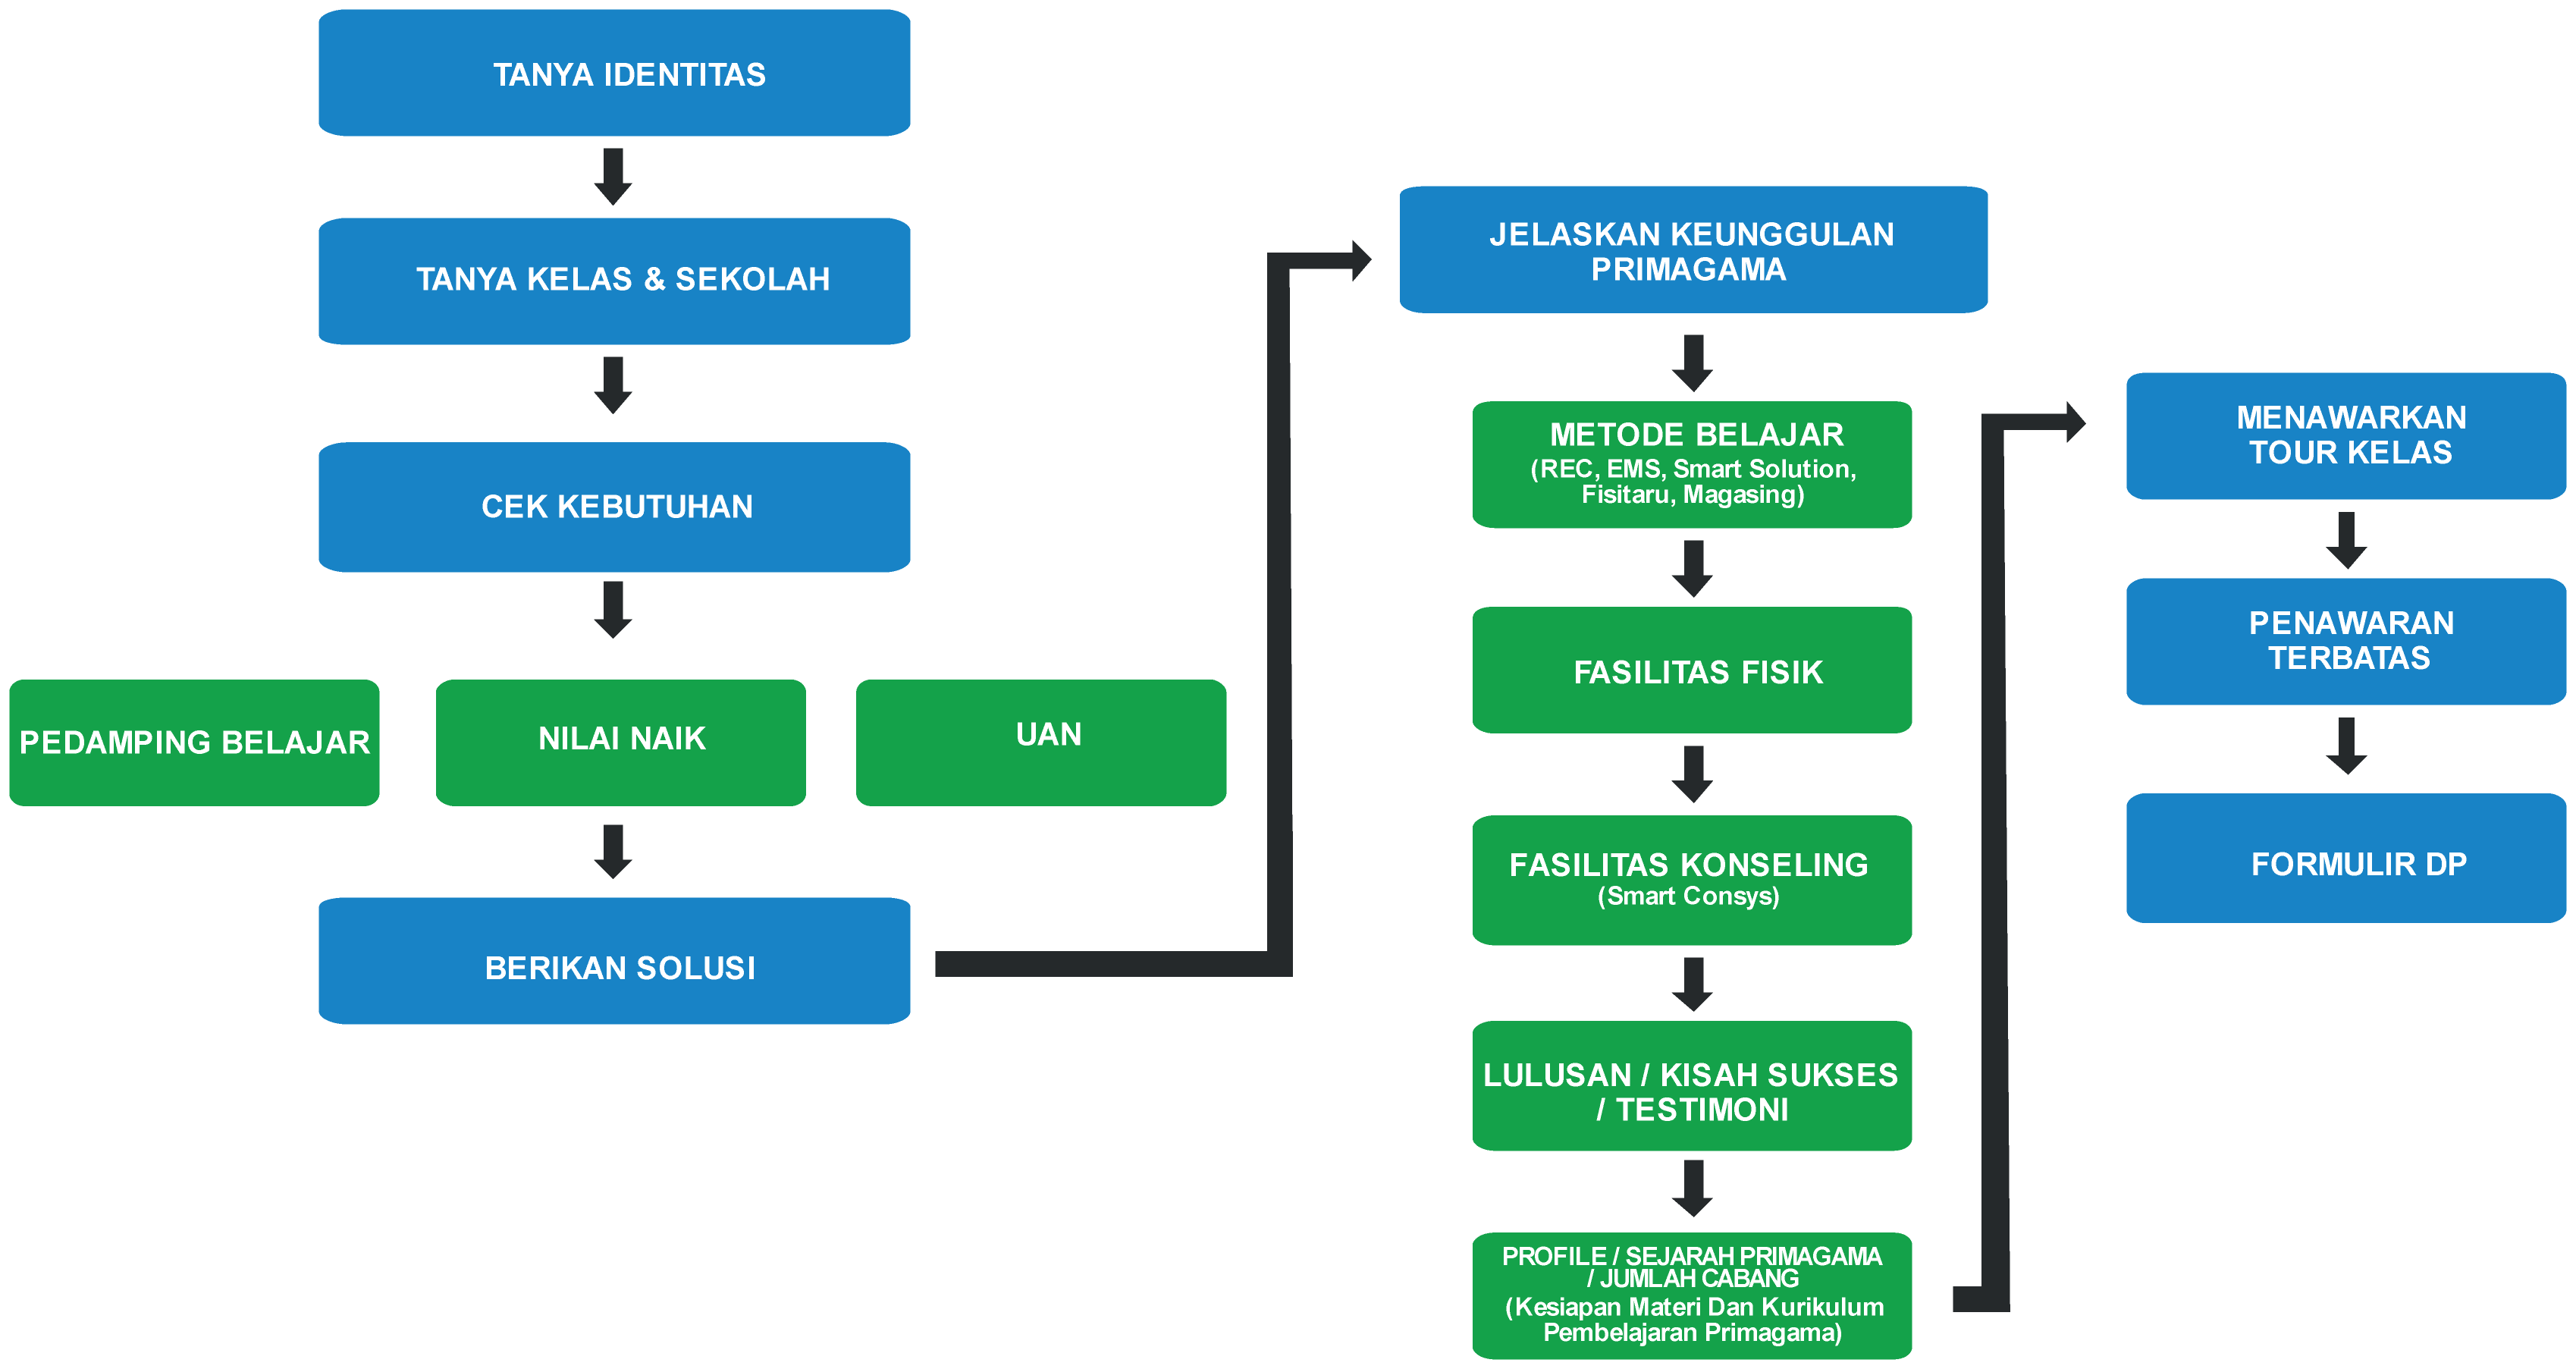 TANYA IDENTITAS
TANYA KELAS & SEKOLAH
CEK KEBUTUHAN
PEDAMPING BELAJAR
NILAI NAIK
UAN
BERIKAN SOLUSI
JELASKAN KEUNGGULAN
PRIMAGAMA
METODE BELAJAR
(REC, EMS, Smart Solution,
Fisitaru, Magasing)
FASILITAS FISIK
FASILITAS KONSELING
(Smart Consys)
LULUSAN / KISAH SUKSES
/ TESTIMONI
PROFILE / SEJARAH PRIMAGAMA
/ JUMLAH CABANG
(Kesiapan Materi Dan Kurikulum
Pembelajaran Primagama)
MENAWARKAN
TOUR KELAS
PENAWARAN
TERBATAS
FORMULIR DP